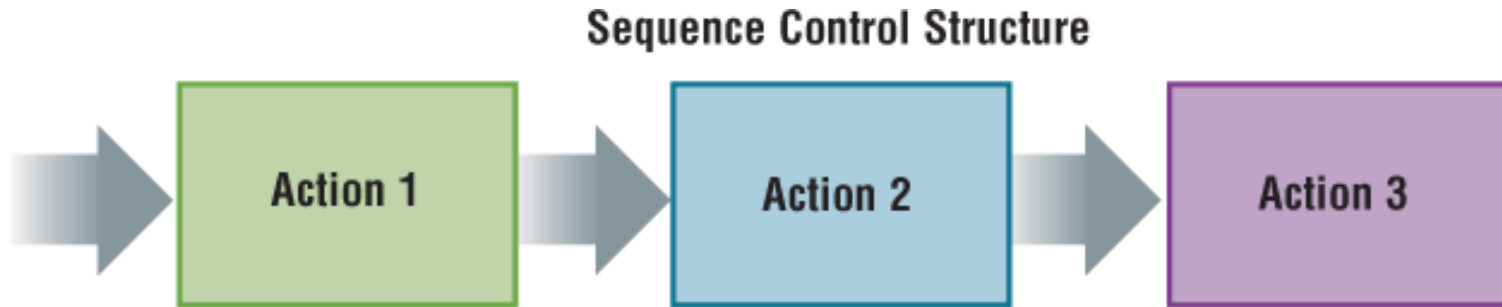 Sequence Control Structure
Action 1
Action 2
Action 3